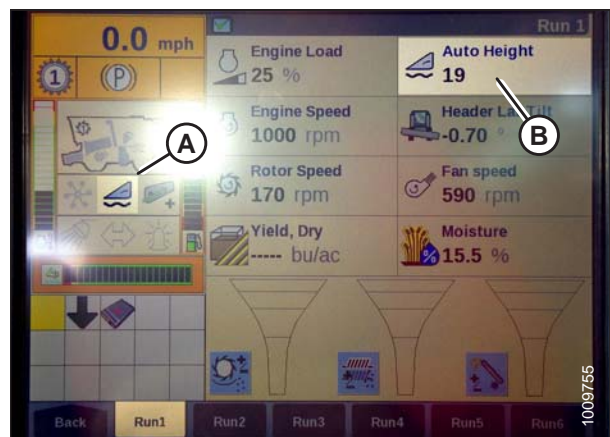 0.0 mph
Run 1
1
(P)
Engine Load
25 %
Auto Height
19
Engine Speed
1000 rpm
Header
-0.70
Rotor Speed
170 rpm
Fan speed
590 rpm
Yield, Dry
----- bu/ac
Moisture
15.5 %
A
B
Back
Run1
Run2
Run3
Run4
Run5
Run6
1009755